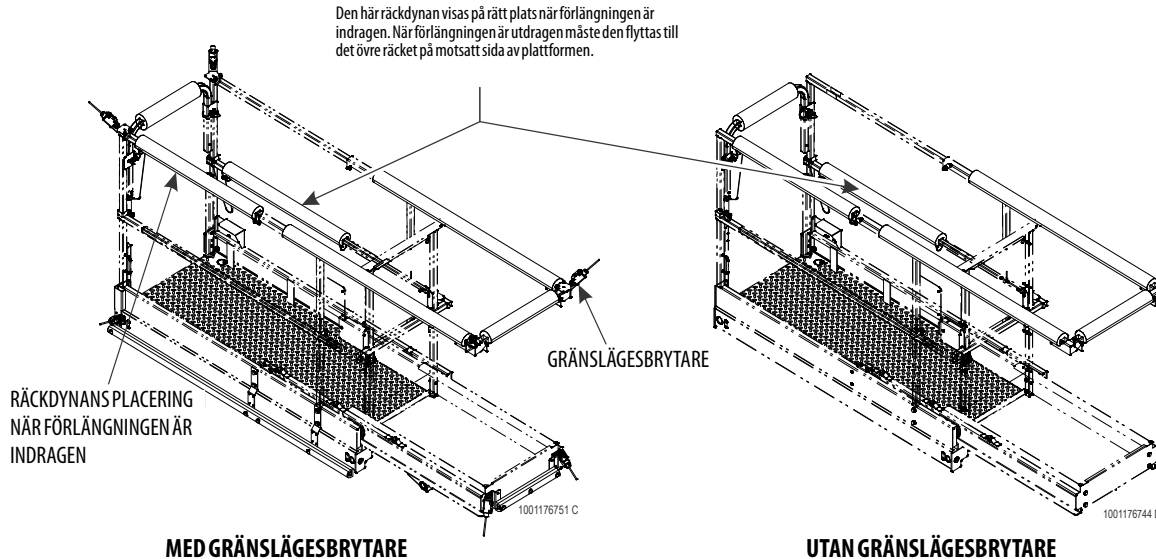 Den här räckdynan visas på rätt plats när förlängningen är
indragen. När förlängningen är utdragen måste den flyttas till
det övre räcket på motsatt sida av plattformen.
GRÄNSLÄGESBRYTARE
RÄCKDYNANS PLACERING
NÄR FÖRLÄNGNINGEN ÄR
INDRAGEN
1001176751 C
1001176744
MED GRÄNSLÄGESBRYTARE
UTAN GRÄNSLÄGESBRYTARE